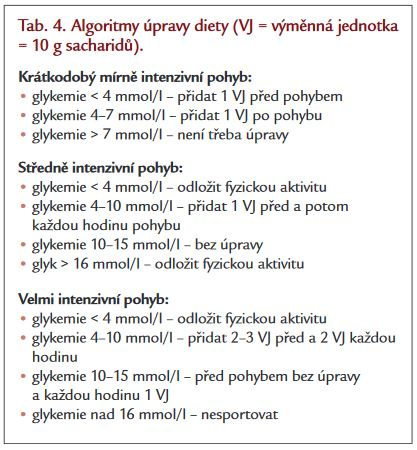 Tab. 4. Algoritmy úpravy diety (VJ = výměnná jednotka
= 10 g sacharidů).
Krátkodobý mírně intenzivní pohyb:
• glykemie < 4 mmol/l – přidat 1 VJ před pohybem
• glykemie 4–7 mmol/l – přidat 1 VJ po pohybu
• glykemie > 7 mmol/l – není třeba úpravy
Středně intenzivní pohyb:
• glykemie < 4 mmol/l – odložit fyzickou aktivitu
• glykemie 4–10 mmol/l – přidat 1 VJ před a potom
každou hodinu pohybu
• glykemie 10–15 mmol/l – bez úpravy
• glyk > 16 mmol/l – odložit fyzickou aktivitu
Velmi intenzivní pohyb:
• glykemie < 4 mmol/l – odložit fyzickou aktivitu
• glykemie 4–10 mmol/l – přidat 2–3 VJ před a 2 VJ každou
hodinu
• glykemie 10–15 mmol/l – před pohybem bez úpravy
a každou hodinu 1 VJ
• glykemie nad 16 mmol/l – nesportovat